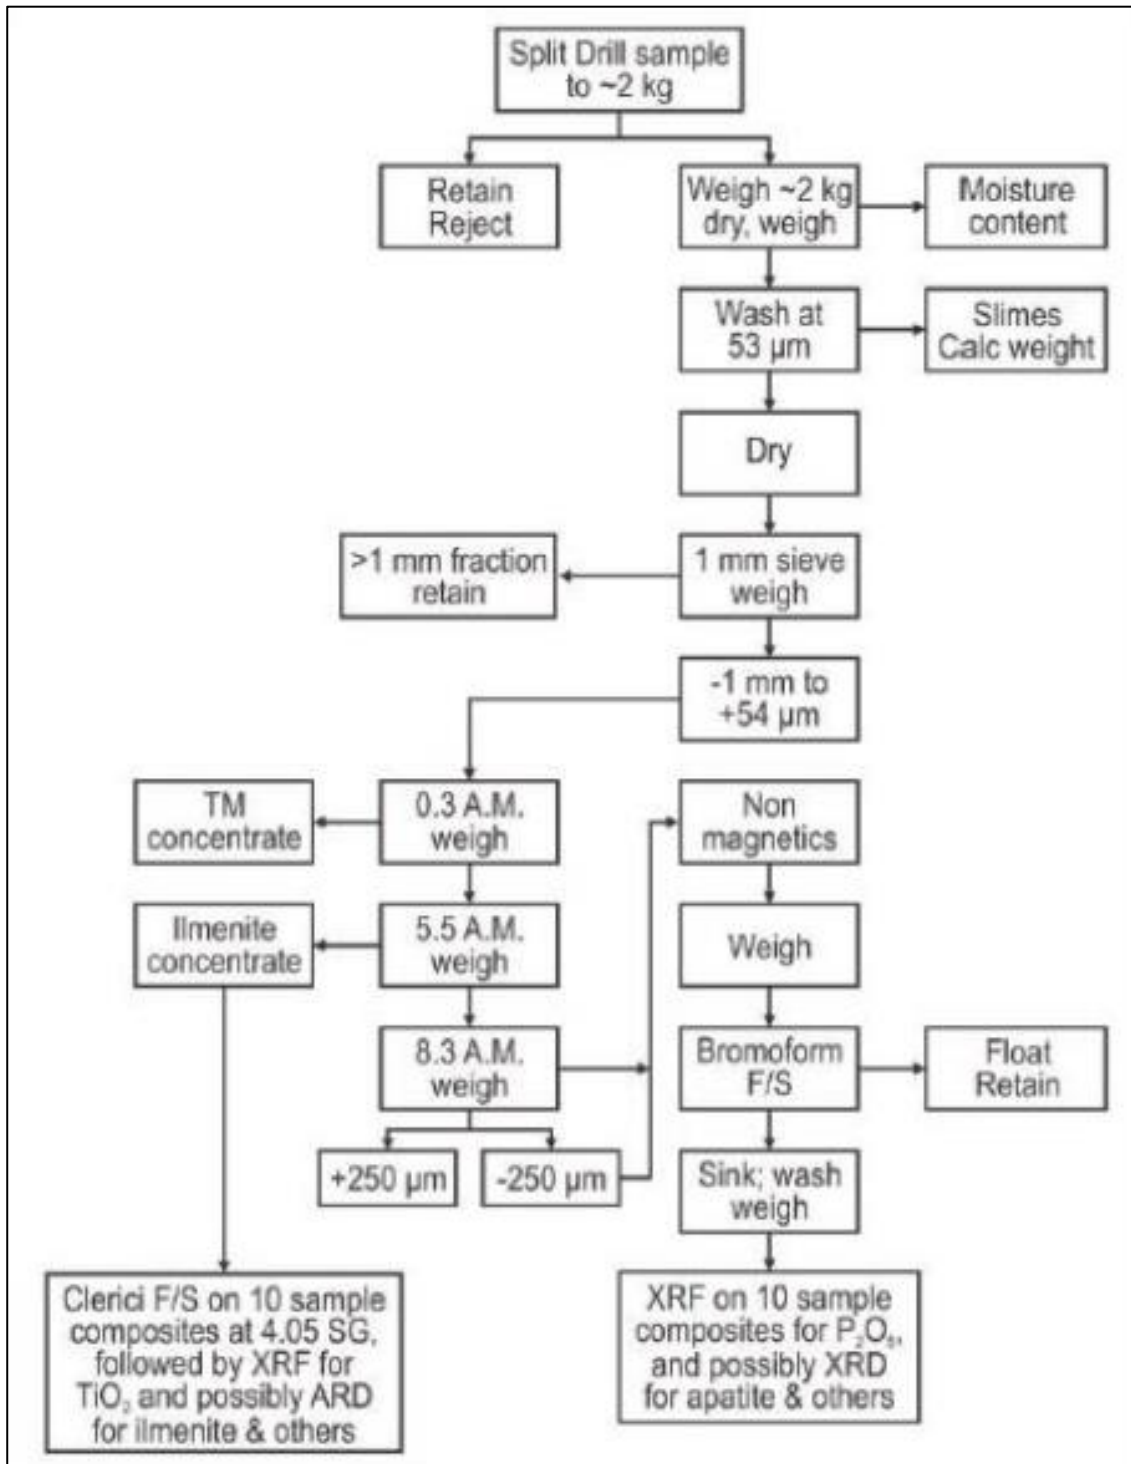 Split Drill sample
to ~2 kg
Retain
Reject
Weigh ~2 kg
dry, weigh
Moisture
content
Wash at
53 µm
Slimes
Calc weight
Dry
>1 mm fraction
retain
1 mm sieve
weigh
-1 mm to
+54 µm
TM
concentrate
0.3 A.M.
weigh
Non
magnetics
Ilmenite
concentrate
5.5 A.M.
weigh
Weigh
8.3 A.M.
weigh
Bromoform
F/S
Float
Retain
+250 µm
-250 µm
Sink; wash
weigh
Clerici F/S on 10 sample
composites at 4.05 SG,
followed by XRF for
TiO₂ and possibly ARD
for ilmenite & others
XRF on 10 sample
composites for P₂O₅,
and possibly XRD
for apatite & others